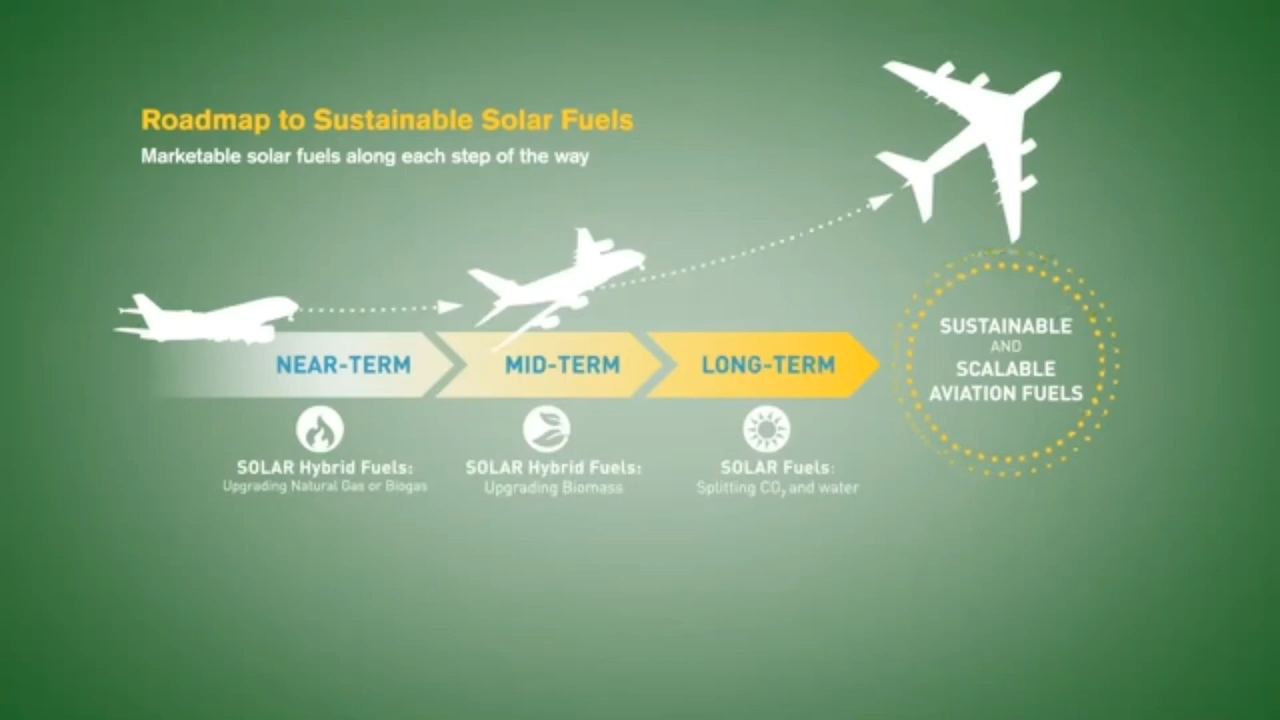 Roadmap to Sustainable Solar Fuels
Marketable solar fuels along each step of the way
NEAR-TERM
MID-TERM
LONG-TERM
SOLAR Hybrid Fuels:
Upgrading Natural Gas or Biogas
SOLAR Hybrid Fuels:
Upgrading Biomass
SOLAR Fuels:
Splitting CO₂ and water
SUSTAINABLE
AND
SCALABLE
AVIATION FUELS